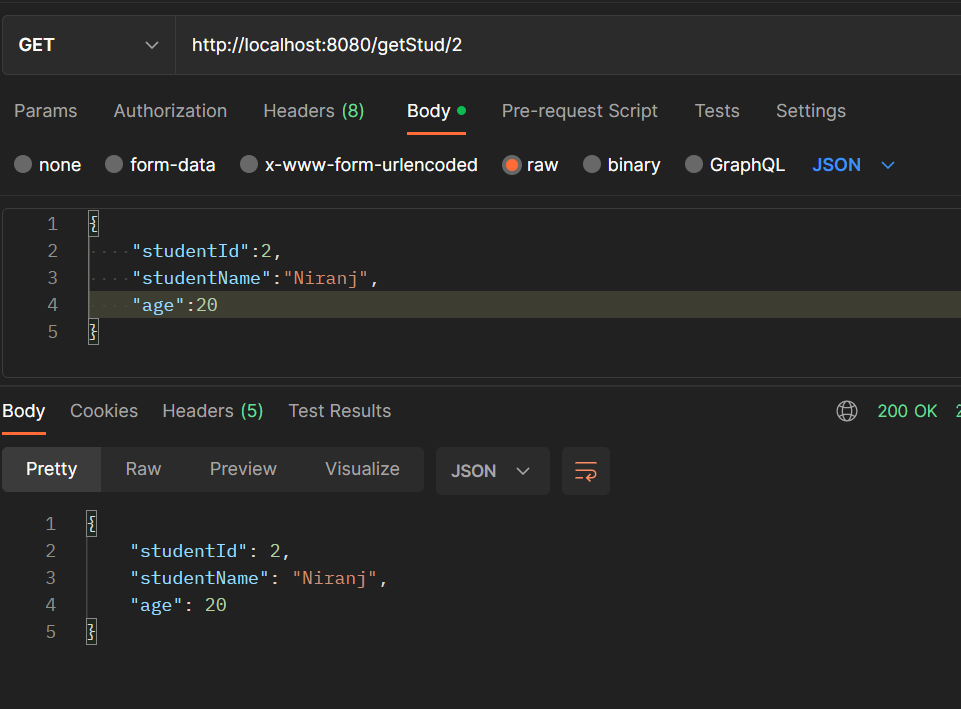 GET http://localhost:8080/getStud/2
Params Authorization Headers (8) Body Pre-request Script Tests Settings
none form-data x-www-form-urlencoded raw binary GraphQL JSON
1 {
2 "studentId":2,
3 "studentName":"Niranj",
4 "age":20
5 }
Body Cookies Headers (5) Test Results 200 OK
Pretty Raw Preview Visualize JSON
1 {
2 "studentId": 2,
3 "studentName": "Niranj",
4 "age": 20
5 }